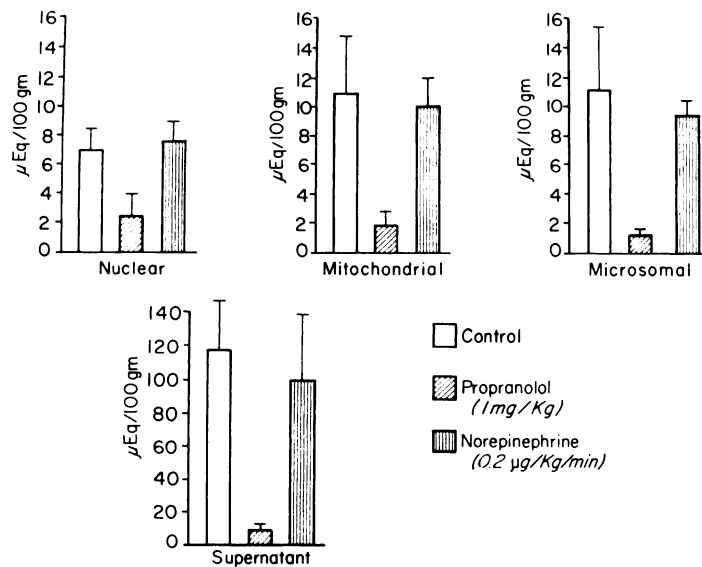 16
14
12
10
8
6
4
2
0
μEq/100gm
Nuclear
16
14
12
10
8
6
4
2
0
μEq/100gm
Mitochondrial
16
14
12
10
8
6
4
2
0
μEq/100gm
Microsomal
140
120
100
80
60
40
20
0
μEq/100gm
Supernatant
Control
Propranolol
(1mg/Kg)
Norepinephrine
(0.2 μg/Kg/min)